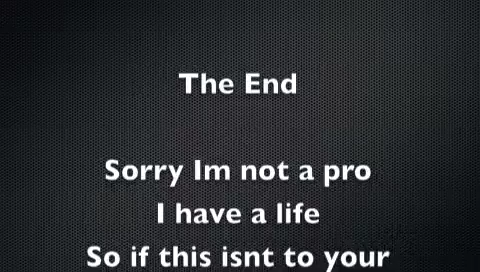 The End
Sorry Im not a pro
I have a life
So if this isnt to your